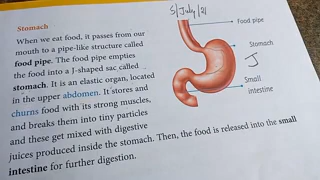 5/July/21
Stomach
When we eat food, it passes from our
mouth to a pipe-like structure called
food pipe. The food pipe empties
the food into a J-shaped sac called
stomach. It is an elastic organ, located
in the upper abdomen. It stores and
churns food with its strong muscles,
and breaks them into tiny particles
and these get mixed with digestive
juices produced inside the stomach. Then, the food is released into the small
intestine for further digestion.
Food pipe
Stomach
J
Small
intestine